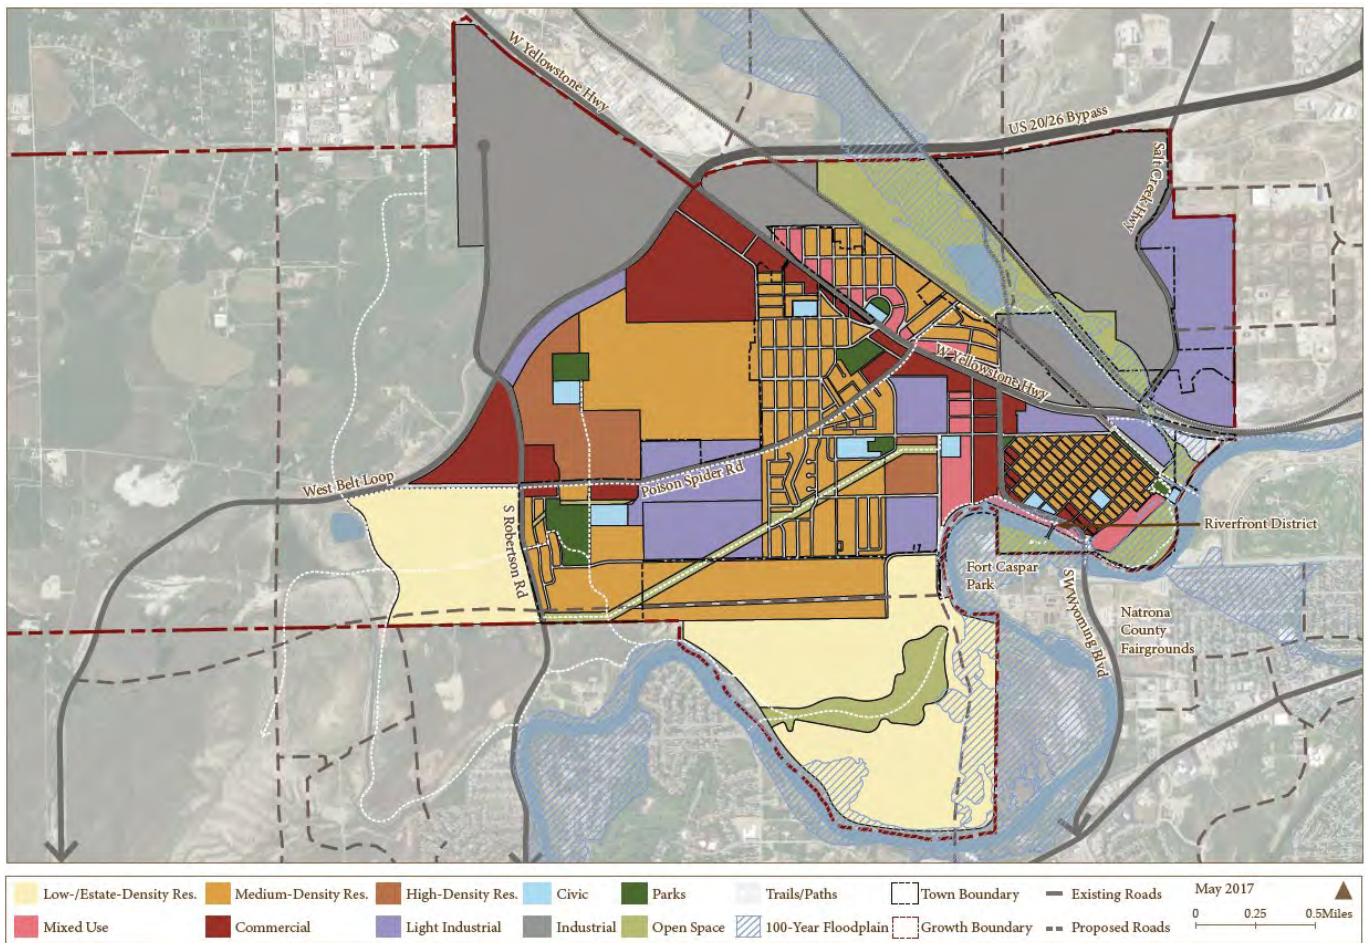 W Yellowstone Hwy
US 20/26 Bypass
Salt Creek Hwy
W Yellowstone Hwy
West Belt Loop
Poison Spider Rd
S Robertson Rd
Riverfront District
Fort Caspar
Park
SW Wyoming Blvd
Natrona
County
Fairgrounds
Low-/Estate-Density Res.
Medium-Density Res.
High-Density Res.
Civic
Parks
Trails/Paths
Town Boundary
Existing Roads
May 2017
Mixed Use
Commercial
Light Industrial
Industrial
Open Space
100-Year Floodplain
Growth Boundary
Proposed Roads
0 0.25 0.5Miles